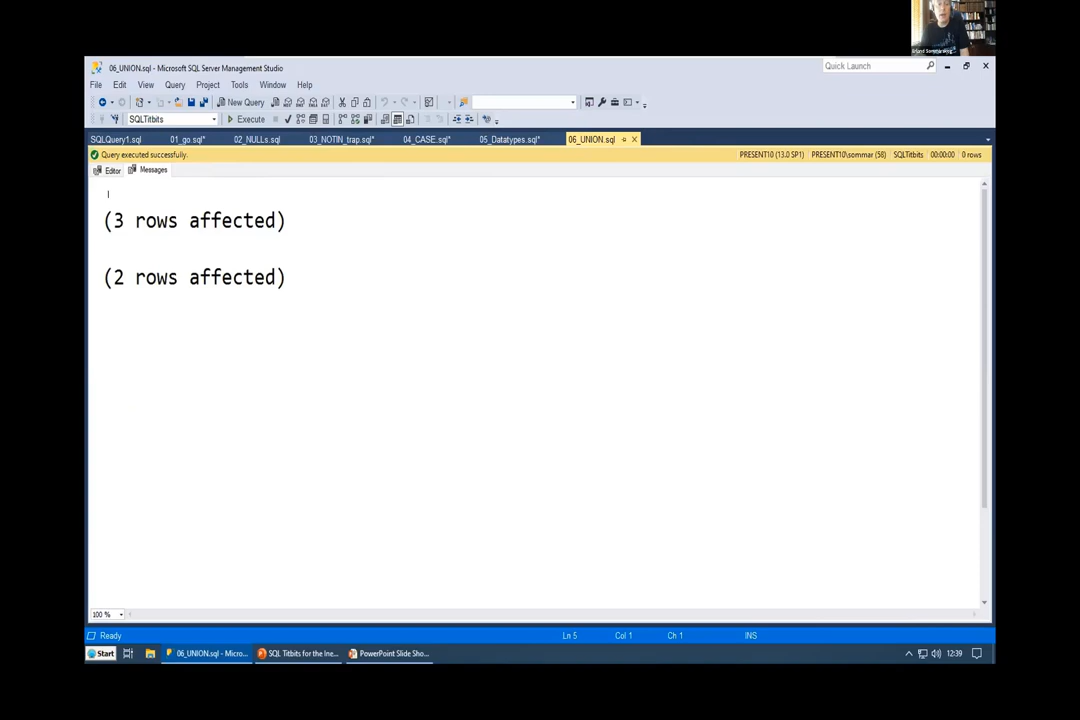 Erland Sommarskog
06_UNION.sql - Microsoft SQL Server Management Studio
Quick Launch
File Edit View Query Project Tools Window Help
New Query
SQLTitbits
Execute
SQLQuery1.sql 01_go.sql* 02_NULLs.sql 03_NOTIN_trap.sql* 04_CASE.sql* 05_Datatypes.sql* 06_UNION.sql
Query executed successfully. PRESENT10 (13.0 SP1) PRESENT10\sommar (58) SQLTitbits 00:00:00 0 rows
Editor Messages
(3 rows affected)
(2 rows affected)
100 %
Ready Ln 5 Col 1 Ch 1 INS
Start 06_UNION.sql - Micro... SQL Titbits for the Ine... PowerPoint Slide Sho... 12:39